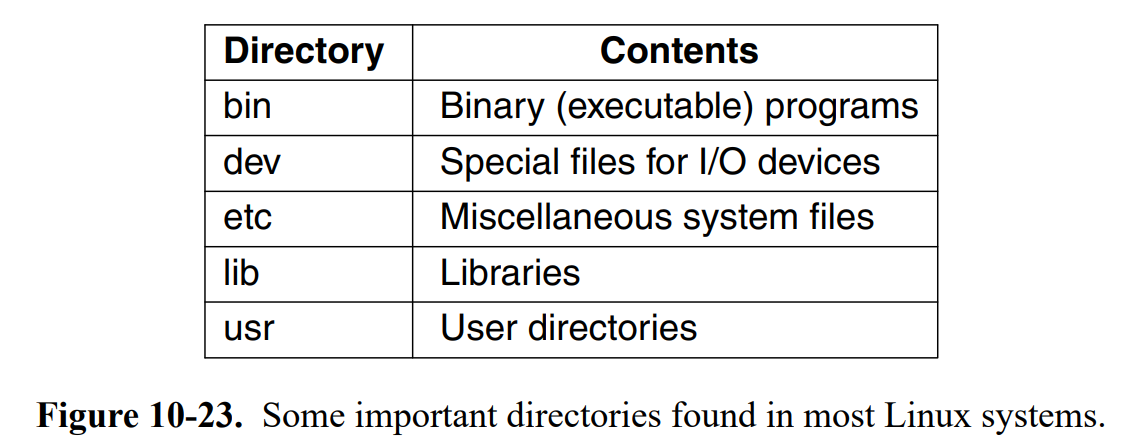 Directory Contents
bin Binary (executable) programs
dev Special files for I/O devices
etc Miscellaneous system files
lib Libraries
usr User directories
Figure 10-23. Some important directories found in most Linux systems.